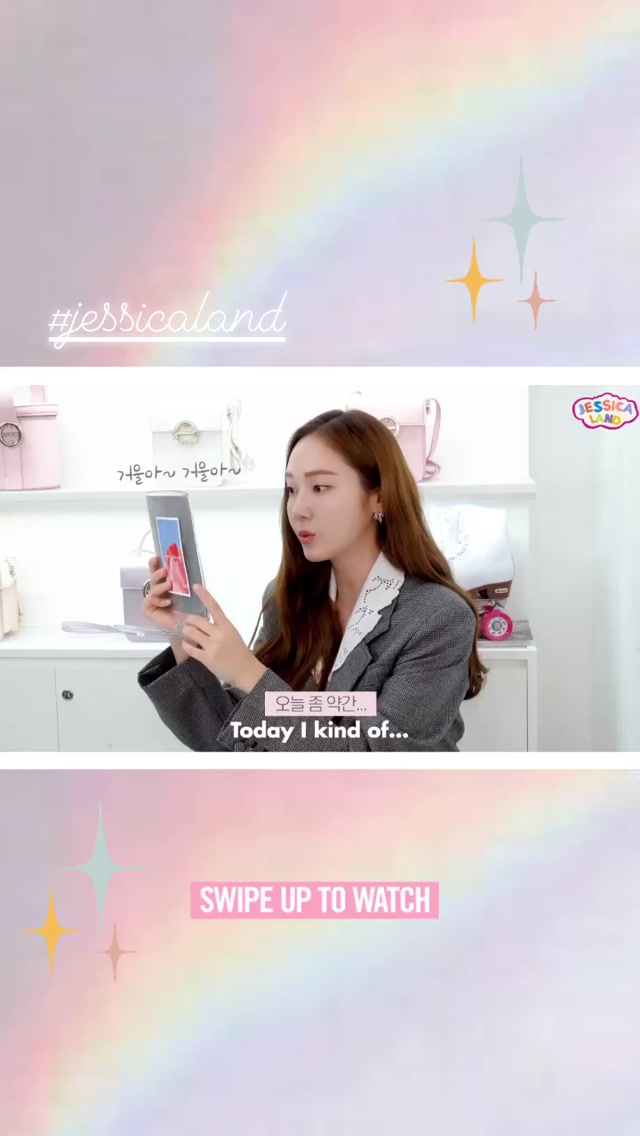 #jessicaland
JESSICA
LAND
거울아~ 거울아~
오늘 좀 약간...
Today I kind of...
SWIPE UP TO WATCH